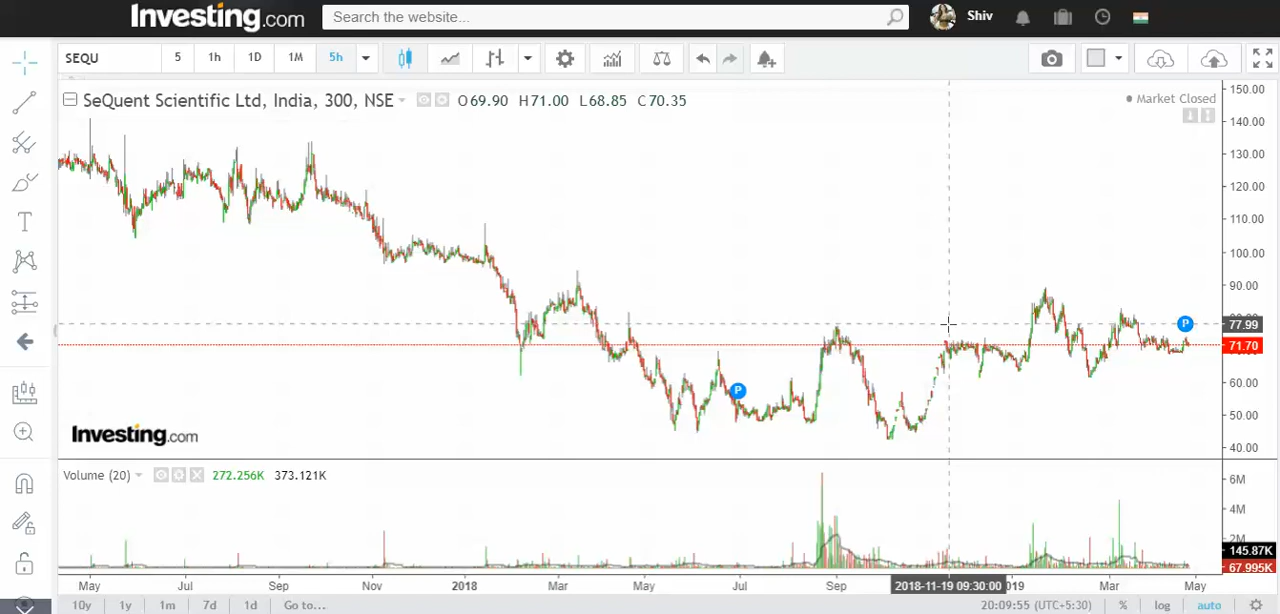 Investing.com
Search the website...
Shiv
SEQU
5
1h
1D
1M
5h
SeQuent Scientific Ltd, India, 300, NSE
O69.90 H71.00 L68.85 C70.35
Market Closed
150.00
140.00
130.00
120.00
110.00
100.00
90.00
77.99
71.70
60.00
50.00
40.00
P
P
Investing.com
Volume (20)
272.256K
373.121K
6M
4M
2M
145.87K
67.995K
May
Jul
Sep
Nov
2018
Mar
May
Jul
Sep
2018-11-19 09:30:00
Mar
May
10y
1y
1m
7d
1d
Go to...
20:09:55 (UTC+5:30)
%
log
auto